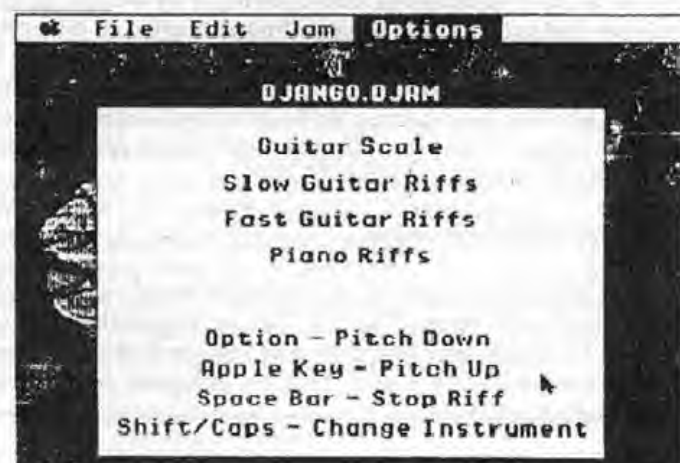 File Edit Jam Options
DJANGO.DJAM
Guitar Scale
Slow Guitar Riffs
Fast Guitar Riffs
Piano Riffs
Option - Pitch Down
Apple Key - Pitch Up
Space Bar - Stop Riff
Shift/Caps - Change Instrument